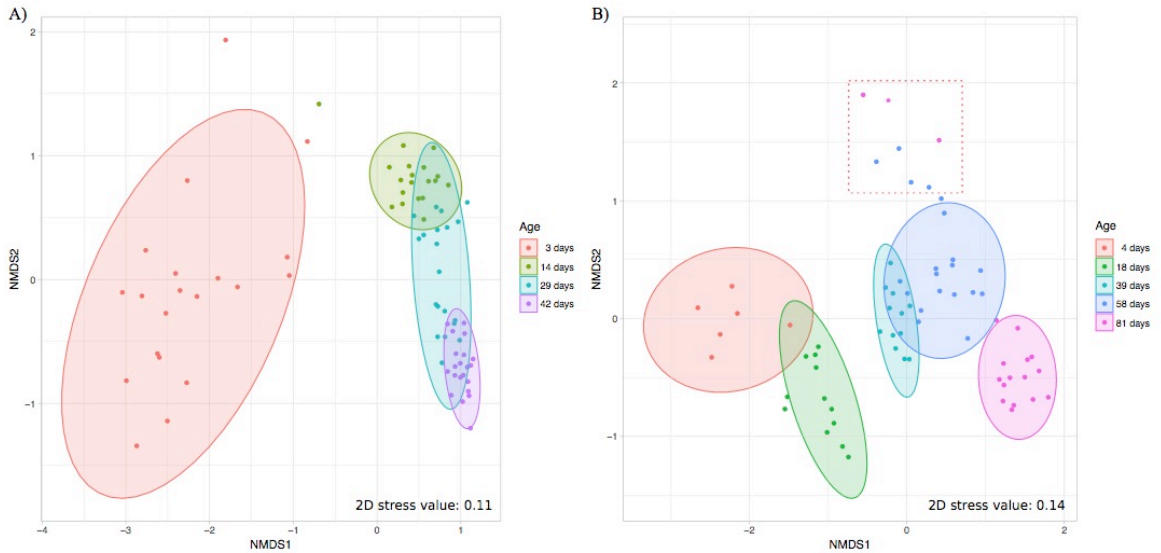 A)
NMDS2
2
1
0
−1
−4
−3
−2
−1
0
1
NMDS1
2D stress value: 0.11
Age
3 days
14 days
29 days
42 days
B)
NMDS2
2
1
0
−1
−2
0
2
NMDS1
2D stress value: 0.14
Age
4 days
18 days
39 days
58 days
81 days